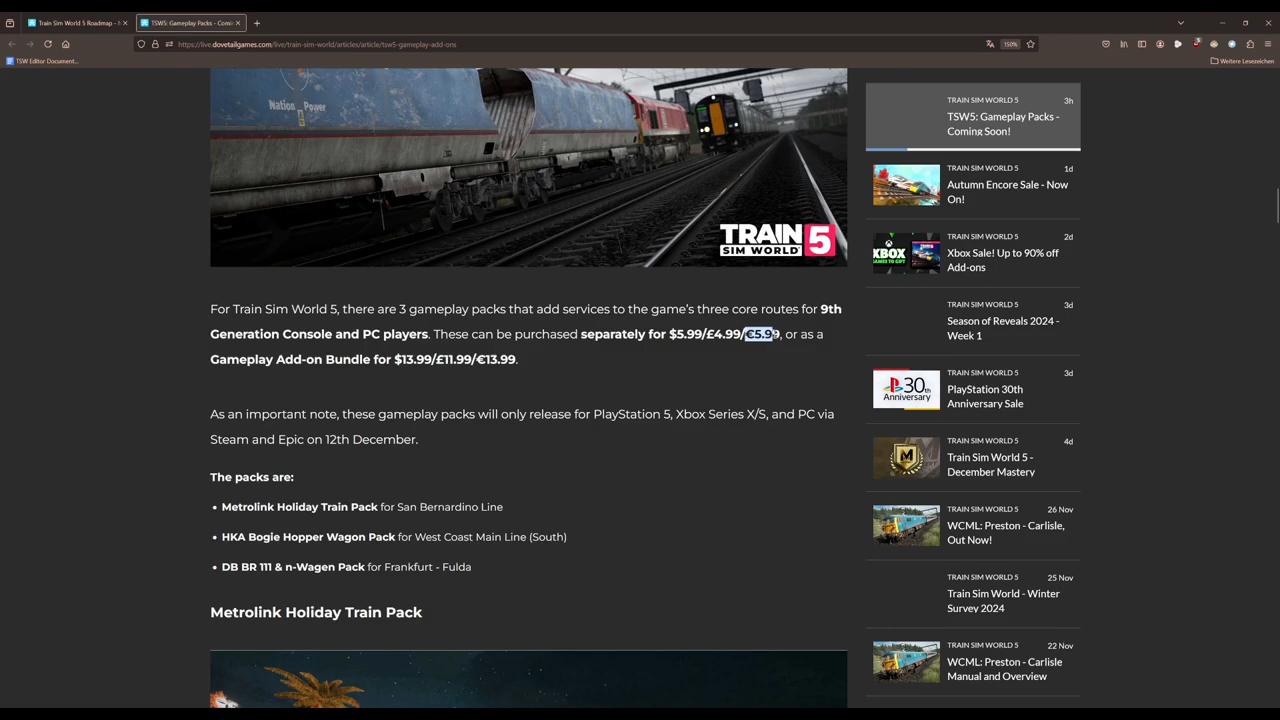 Train Sim World 5 Roadmap - N
TSW5: Gameplay Packs - Comi
https://live.dovetailgames.com/live/train-sim-world/articles/article/tsw5-gameplay-add-ons
150%
TSW Editor Document...
Weitere Lesezeichen
Nation Power
TRAIN
SIM WORLD 5
For Train Sim World 5, there are 3 gameplay packs that add services to the game's three core routes for 9th
Generation Console and PC players. These can be purchased separately for $5.99/£4.99/€5.99, or as a
Gameplay Add-on Bundle for $13.99/£11.99/€13.99.
As an important note, these gameplay packs will only release for PlayStation 5, Xbox Series X/S, and PC via
Steam and Epic on 12th December.
The packs are:
• Metrolink Holiday Train Pack for San Bernardino Line
• HKA Bogie Hopper Wagon Pack for West Coast Main Line (South)
• DB BR 111 & n-Wagen Pack for Frankfurt - Fulda
Metrolink Holiday Train Pack
TRAIN SIM WORLD 5 3h
TSW5: Gameplay Packs -
Coming Soon!
TRAIN SIM WORLD 5 1d
Autumn Encore Sale - Now
On!
XBOX
GAMES TO GIFT
TRAIN SIM WORLD 5 2d
Xbox Sale! Up to 90% off
Add-ons
TRAIN SIM WORLD 5 3d
Season of Reveals 2024 -
Week 1
30th
Anniversary
TRAIN SIM WORLD 5 3d
PlayStation 30th
Anniversary Sale
TRAIN SIM WORLD 5 4d
Train Sim World 5 -
December Mastery
TRAIN SIM WORLD 5 26 Nov
WCML: Preston - Carlisle,
Out Now!
TRAIN SIM WORLD 5 25 Nov
Train Sim World - Winter
Survey 2024
TRAIN SIM WORLD 5 22 Nov
WCML: Preston - Carlisle
Manual and Overview